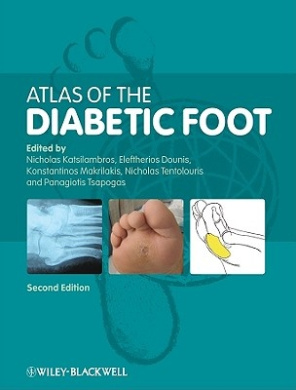 ATLAS OF THE
DIABETIC FOOT
Edited by
Nicholas Katsilambros, Eleftherios Dounis,
Konstantinos Makrilakis, Nicholas Tentolouris
and Panagiotis Tsapogas
Second Edition
WILEY-BLACKWELL